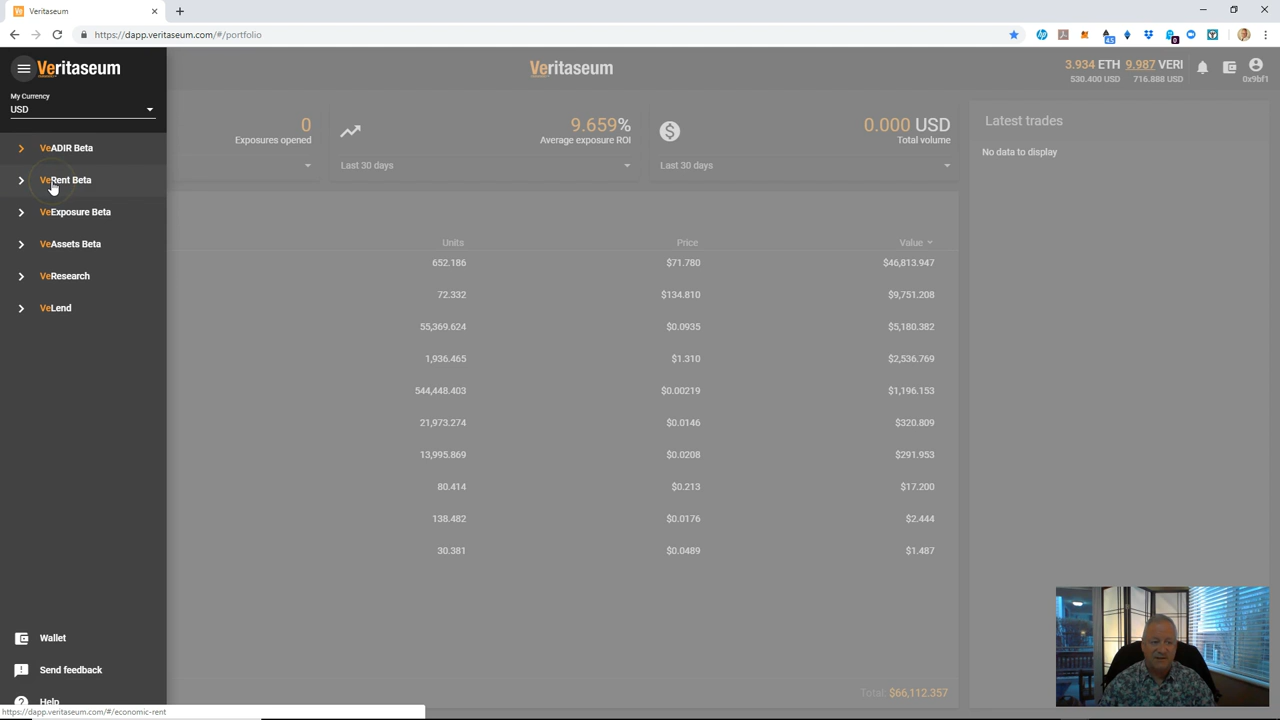 Veritaseum
https://dapp.veritaseum.com/#/portfolio
4.5
0
Veritaseum
My Currency
USD
VeADIR Beta
VeRent Beta
VeExposure Beta
VeAssets Beta
VeResearch
VeLend
Wallet
Send feedback
Help
https://dapp.veritaseum.com/#/economic-rent
Veritaseum
3.934 ETH 9.987 VERI
530.400 USD 716.888 USD
0x9bf1
0
Exposures opened
9.659%
Average exposure ROI
Last 30 days
0.000 USD
Total volume
Last 30 days
Units Price Value
652.186 $71.780 $46,813.947
72.332 $134.810 $9,751.208
55,369.624 $0.0935 $5,180.382
1,936.465 $1.310 $2,536.769
544,448.403 $0.00219 $1,196.153
21,973.274 $0.0146 $320.809
13,995.869 $0.0208 $291.953
80.414 $0.213 $17.200
138.482 $0.0176 $2.444
30.381 $0.0489 $1.487
Total: $66,112.357
Latest trades
No data to display